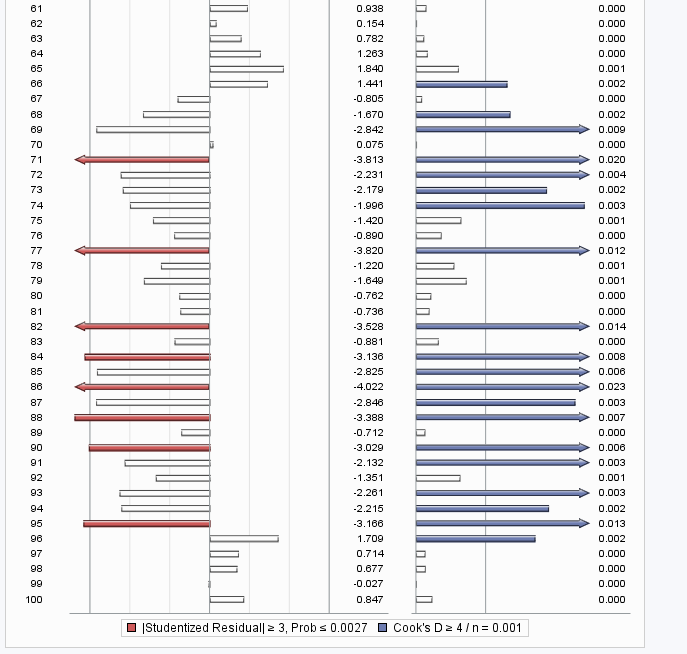 61 0.938 0.000
62 0.154 0.000
63 0.782 0.000
64 1.263 0.000
65 1.840 0.001
66 1.441 0.002
67 -0.805 0.000
68 -1.670 0.002
69 -2.842 0.009
70 0.075 0.000
71 -3.813 0.020
72 -2.231 0.004
73 -2.179 0.002
74 -1.996 0.003
75 -1.420 0.001
76 -0.890 0.000
77 -3.820 0.012
78 -1.220 0.001
79 -1.649 0.001
80 -0.762 0.000
81 -0.736 0.000
82 -3.528 0.014
83 -0.881 0.000
84 -3.136 0.008
85 -2.825 0.006
86 -4.022 0.023
87 -2.846 0.003
88 -3.388 0.007
89 -0.712 0.000
90 -3.029 0.006
91 -2.132 0.003
92 -1.351 0.001
93 -2.261 0.003
94 -2.215 0.002
95 -3.166 0.013
96 1.709 0.002
97 0.714 0.000
98 0.677 0.000
99 -0.027 0.000
100 0.847 0.000
|Studentized Residual| ≥ 3, Prob ≤ 0.0027 Cook's D ≥ 4 / n = 0.001